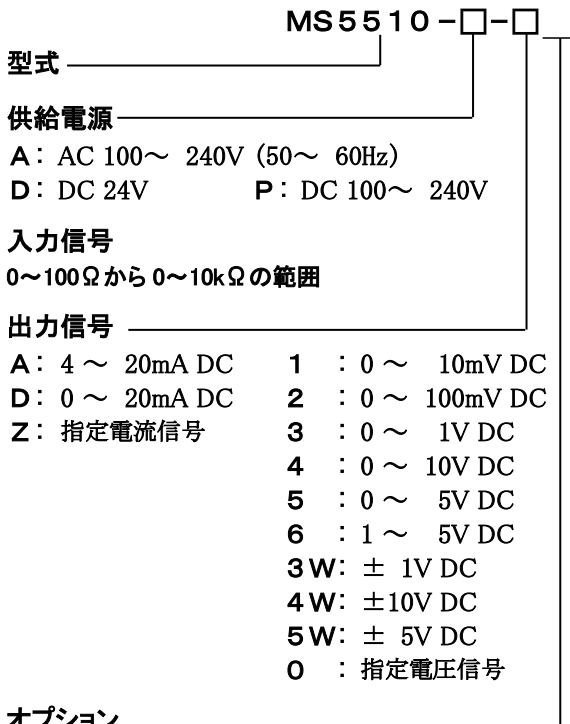 MS5510-□-□
型式
供給電源
A: AC 100～ 240V (50～ 60Hz)
D: DC 24V P: DC 100～ 240V
入力信号
0～100Ωから0～10kΩの範囲
出力信号
A: 4 ～ 20mA DC 1 : 0 ～ 10mV DC
D: 0 ～ 20mA DC 2 : 0 ～ 100mV DC
Z: 指定電流信号 3 : 0 ～ 1V DC
4 : 0 ～ 10V DC
5 : 0 ～ 5V DC
6 : 1 ～ 5V DC
3W: ± 1V DC
4W: ±10V DC
5W: ± 5V DC
0 : 指定電圧信号
オプション